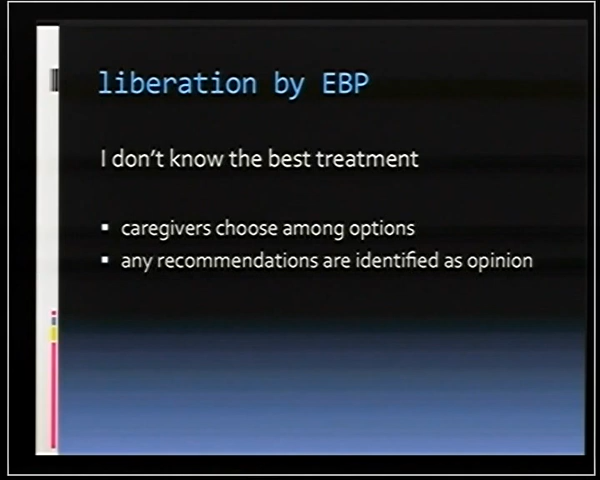 liberation by EBP
I don't know the best treatment
caregivers choose among options
any recommendations are identified as opinion